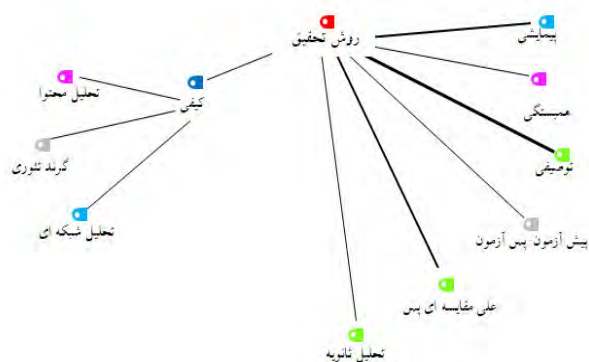 روش تحقیق
پیمایشی
همبستگی
توصیفی
پیش آزمون پس آزمون
علی مقایسه ای پس
تحلیل ثانویه
کیفی
تحلیل محتوا
گرند تئوری
تحلیل شبکه ای